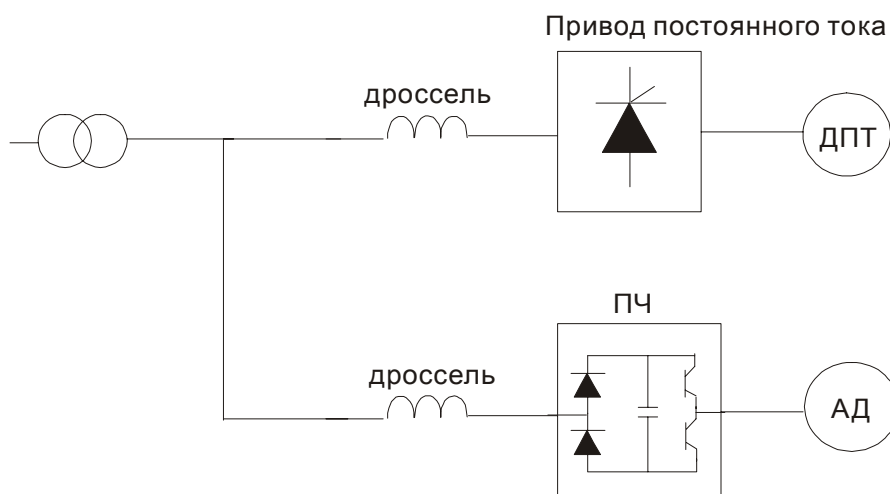 Привод постоянного тока
дроссель
ДПТ
ПЧ
дроссель
АД